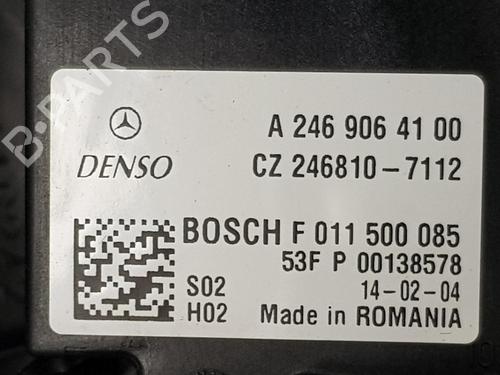 B-PARTS
A 246 906 41 00
DENSO
CZ 246810-7112
BOSCH F 011 500 085
53F P 00138578
S02
14-02-04
H02
Made in ROMANIA